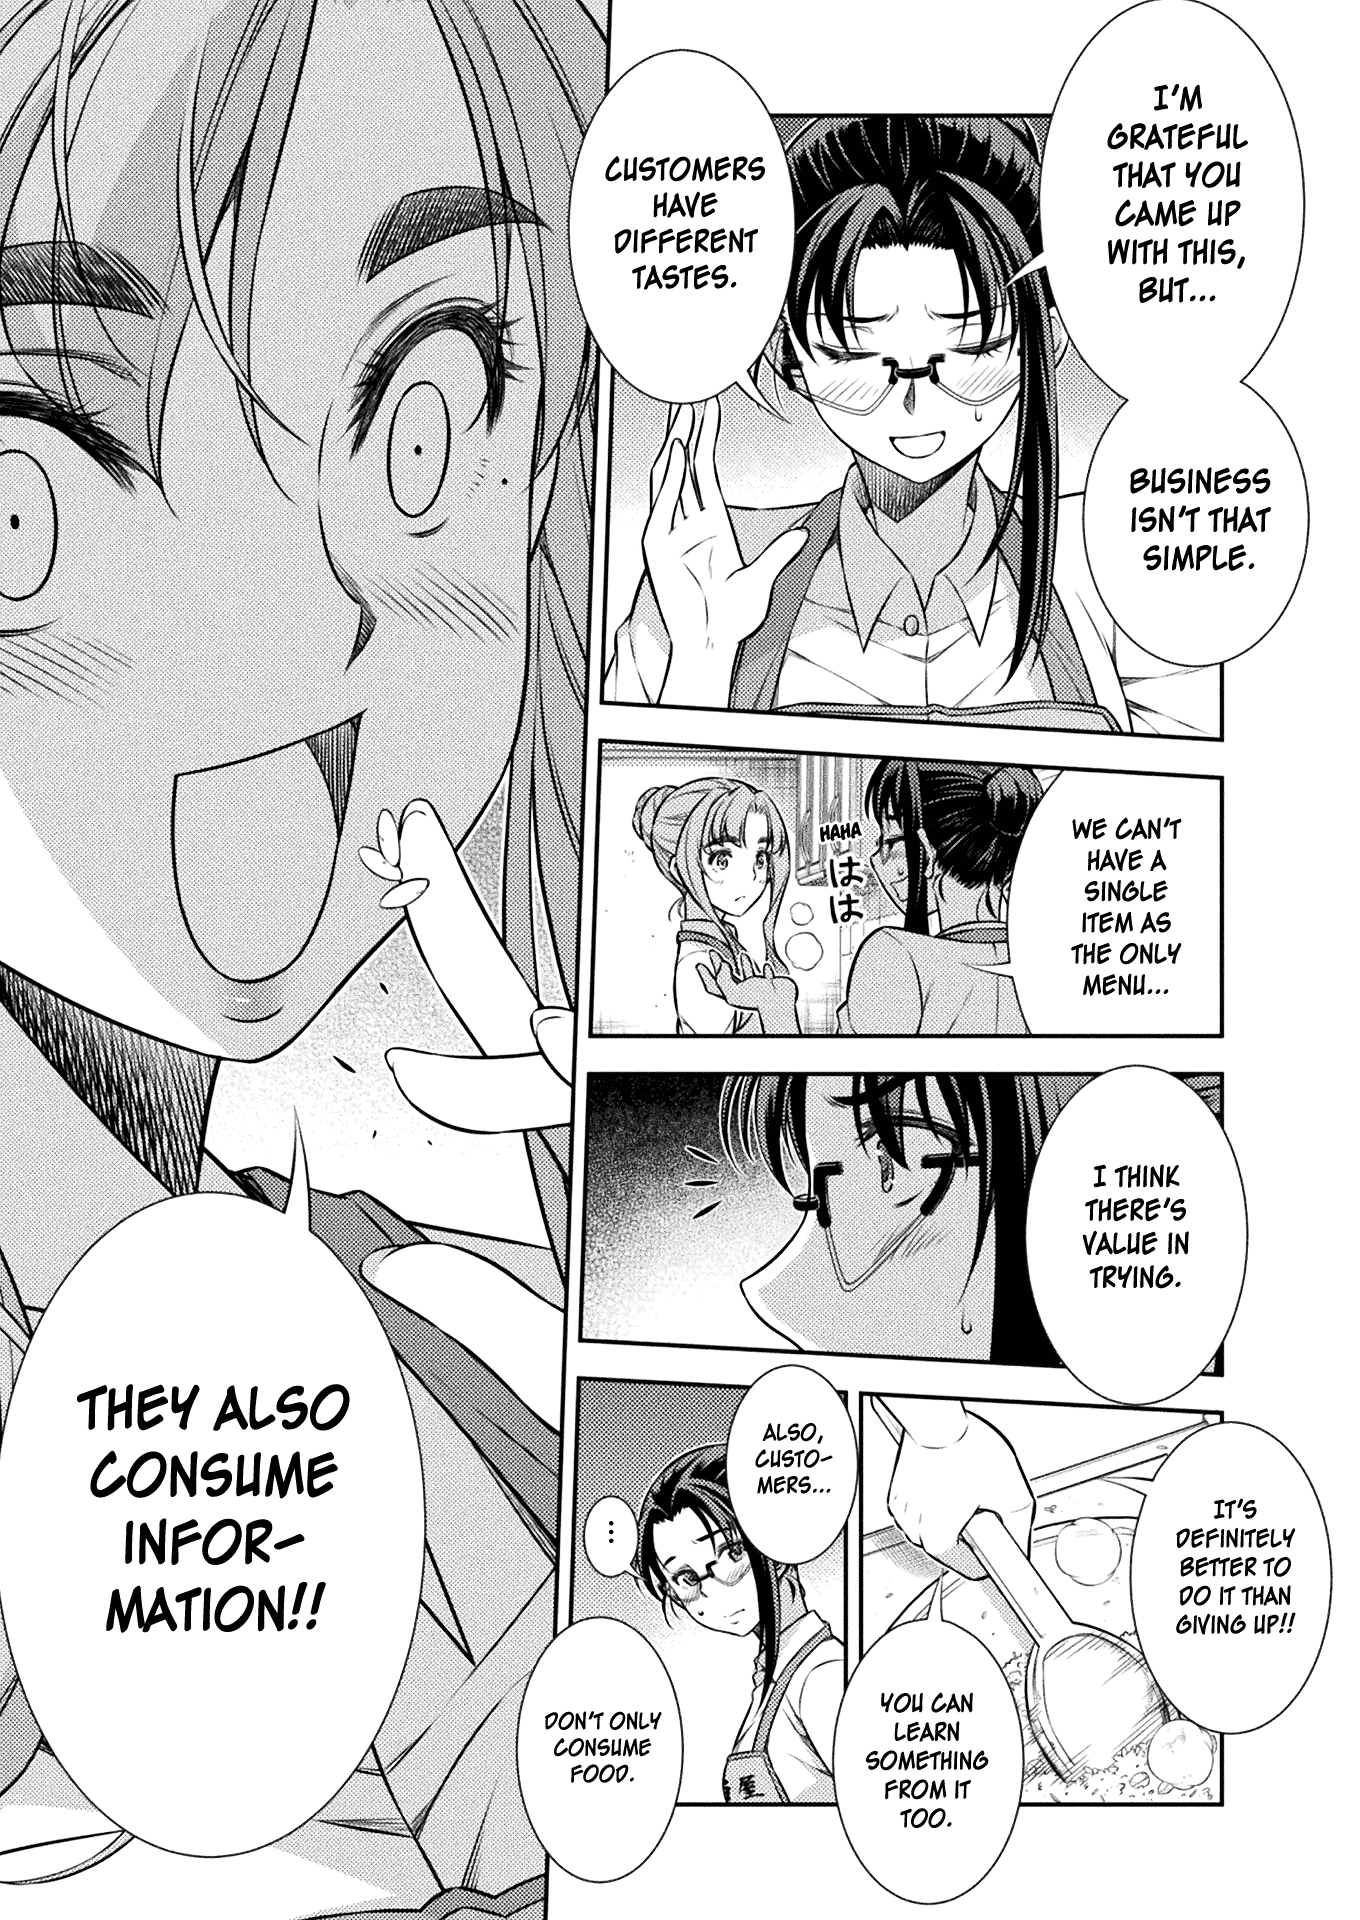 I'M
GRATEFUL
THAT YOU
CAME UP
WITH THIS,
BUT...
BUSINESS
ISN'T THAT
SIMPLE.
CUSTOMERS
HAVE
DIFFERENT
TASTES.
WE CAN'T
HAVE A
SINGLE
ITEM AS
THE ONLY
MENU...
HAHA
はは
I THINK
THERE'S
VALUE IN
TRYING.
IT'S
DEFINITELY
BETTER TO
DO IT THAN
GIVING UP!!
YOU CAN
LEARN
SOMETHING
FROM IT
TOO.
ALSO,
CUSTO-
MERS...
...
DON'T ONLY
CONSUME
FOOD.
屋
THEY ALSO
CONSUME
INFOR-
MATION!!